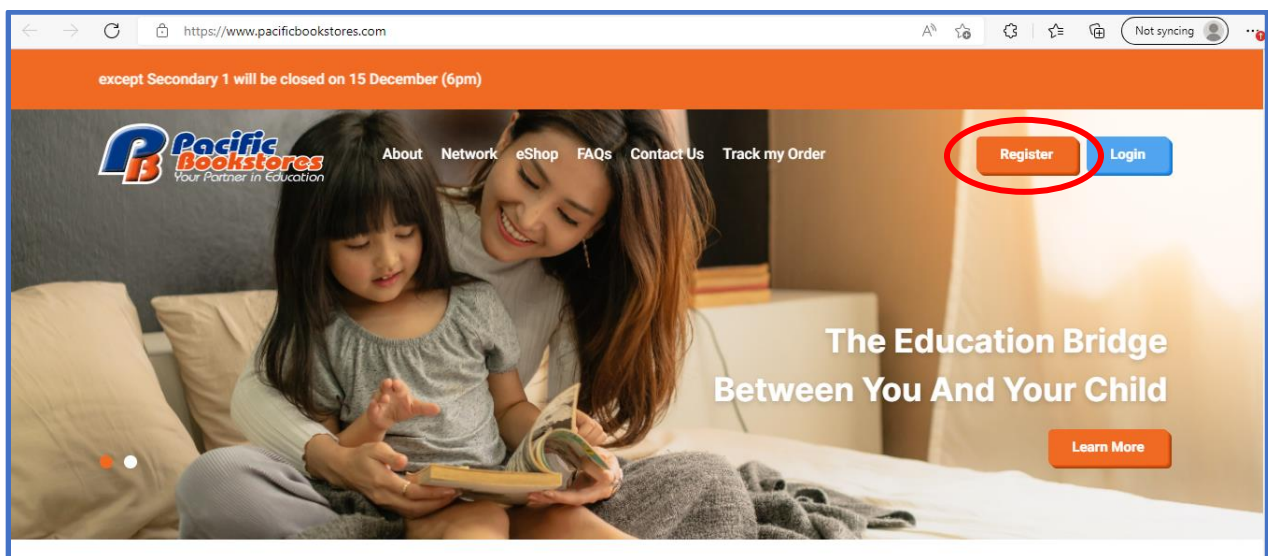 https://www.pacificbookstores.com
Not syncing
except Secondary 1 will be closed on 15 December (6pm)
Pacific
Bookstores
Your Partner in Education
About Network eShop FAQs Contact Us Track my Order
Register Login
The Education Bridge
Between You And Your Child
Learn More